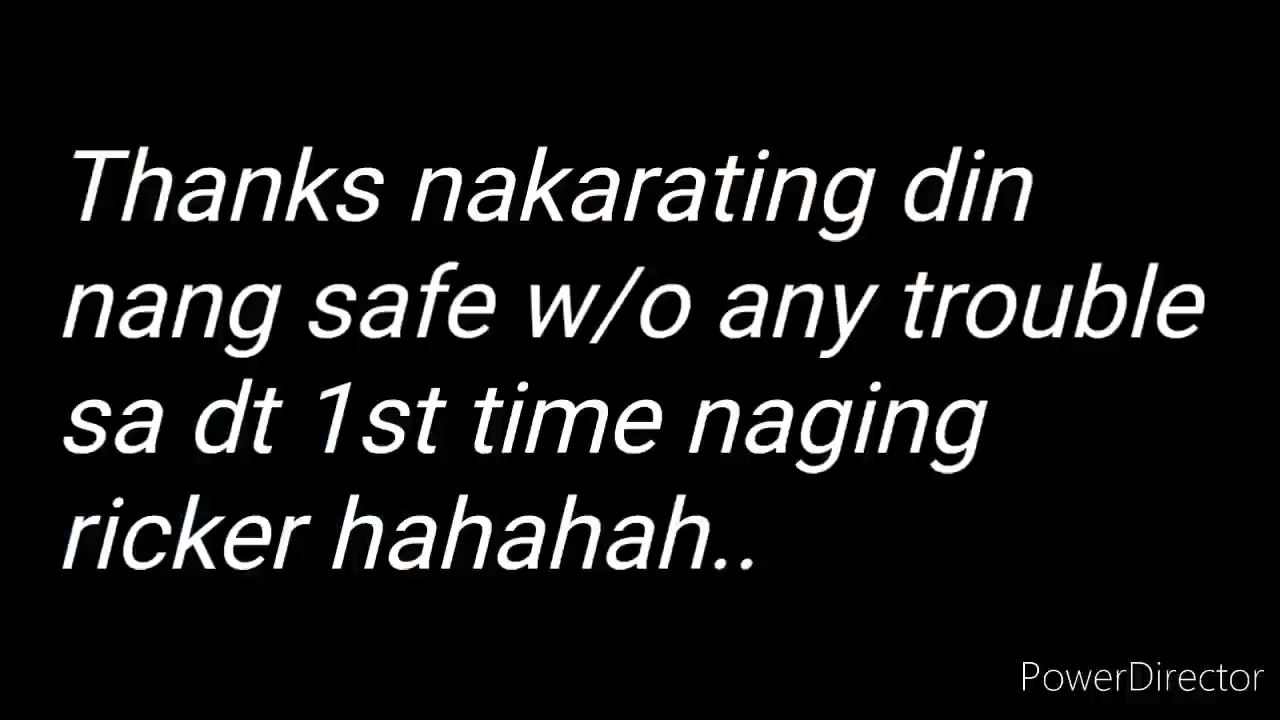 Thanks nakarating din
nang safe w/o any trouble
sa dt 1st time naging
ricker hahahah..
PowerDirector